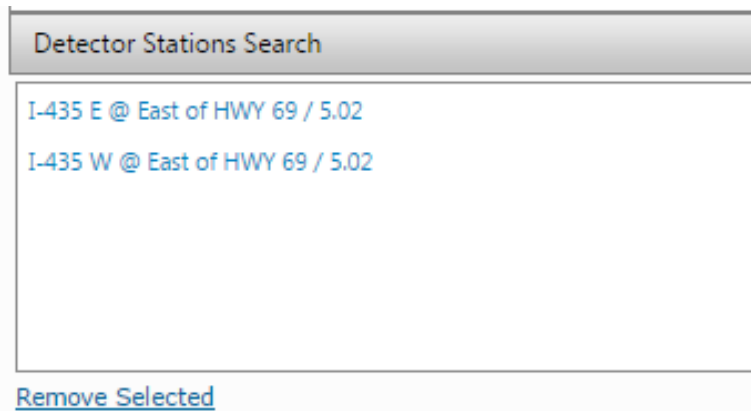 Detector Stations Search
I-435 E @ East of HWY 69 / 5.02
I-435 W @ East of HWY 69 / 5.02
Remove Selected